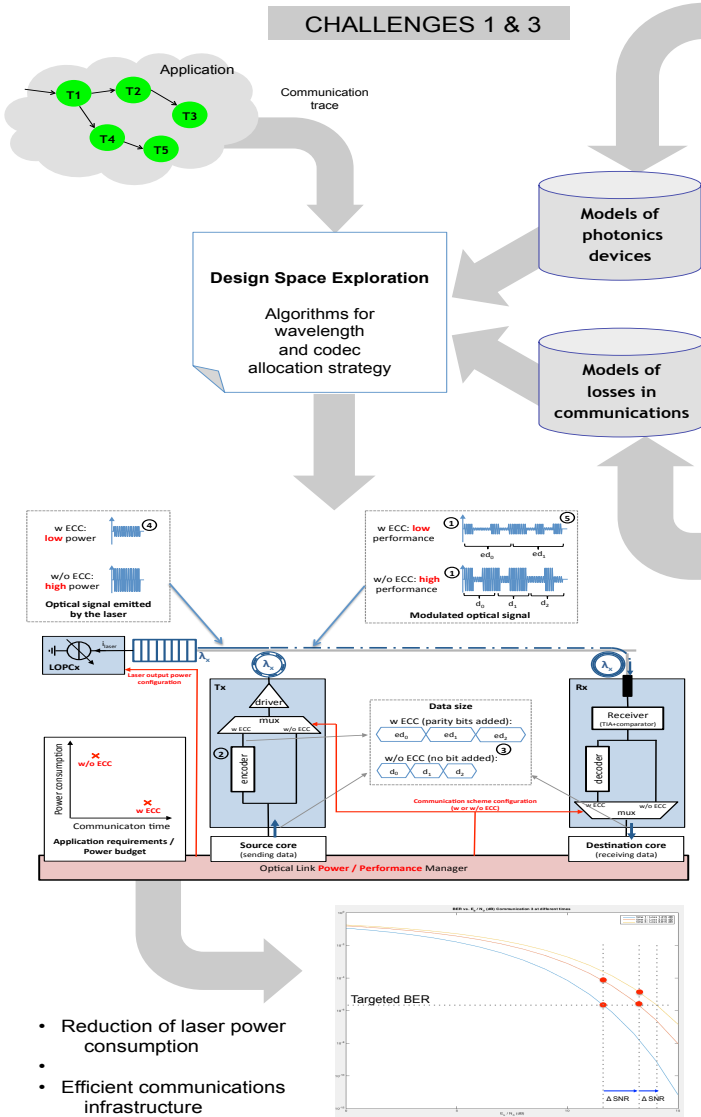 CHALLENGES 1 & 3
Application
T1
T2
T3
T4
T5
Communication
trace
Models of
photonics
devices
Design Space Exploration
Algorithms for
wavelength
and codec
allocation strategy
Models of
losses in
communications
w ECC:
low power
4
w/o ECC:
high power
Optical signal emitted
by the laser
w ECC: low
performance
1
5
ed0
ed1
w/o ECC: high
performance
1
d0
d1
d2
Modulated optical signal
ilaser
LOPCx
λx
Laser output power
configuration
λx
λx
Tx
driver
mux
w ECC
w/o ECC
2
encoder
Data size
w ECC (parity bits added):
ed0
ed1
ed2
3
w/o ECC (no bit added):
d0
d1
d2
Rx
Receiver
(TIA+comparator)
decoder
w ECC
w/o ECC
mux
Communication scheme configuration
(w or w/o ECC)
Power consumption
w/o ECC
w ECC
Communicaton time
Application requirements /
Power budget
Source core
(sending data)
Destination core
(receiving data)
Optical Link Power / Performance Manager
Targeted BER
Δ SNR
Δ SNR
• Reduction of laser power
consumption
•
• Efficient communications
infrastructure